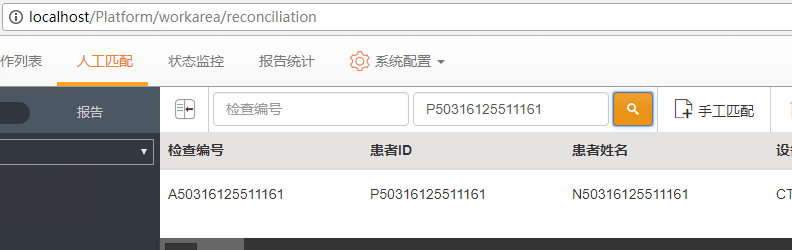 localhost/Platform/workarea/reconciliation
作列表 人工匹配 状态监控 报告统计 系统配置
报告 检查编号 P50316125511161 手工匹配
检查编号 患者ID 患者姓名 设
A50316125511161 P50316125511161 N50316125511161 CT